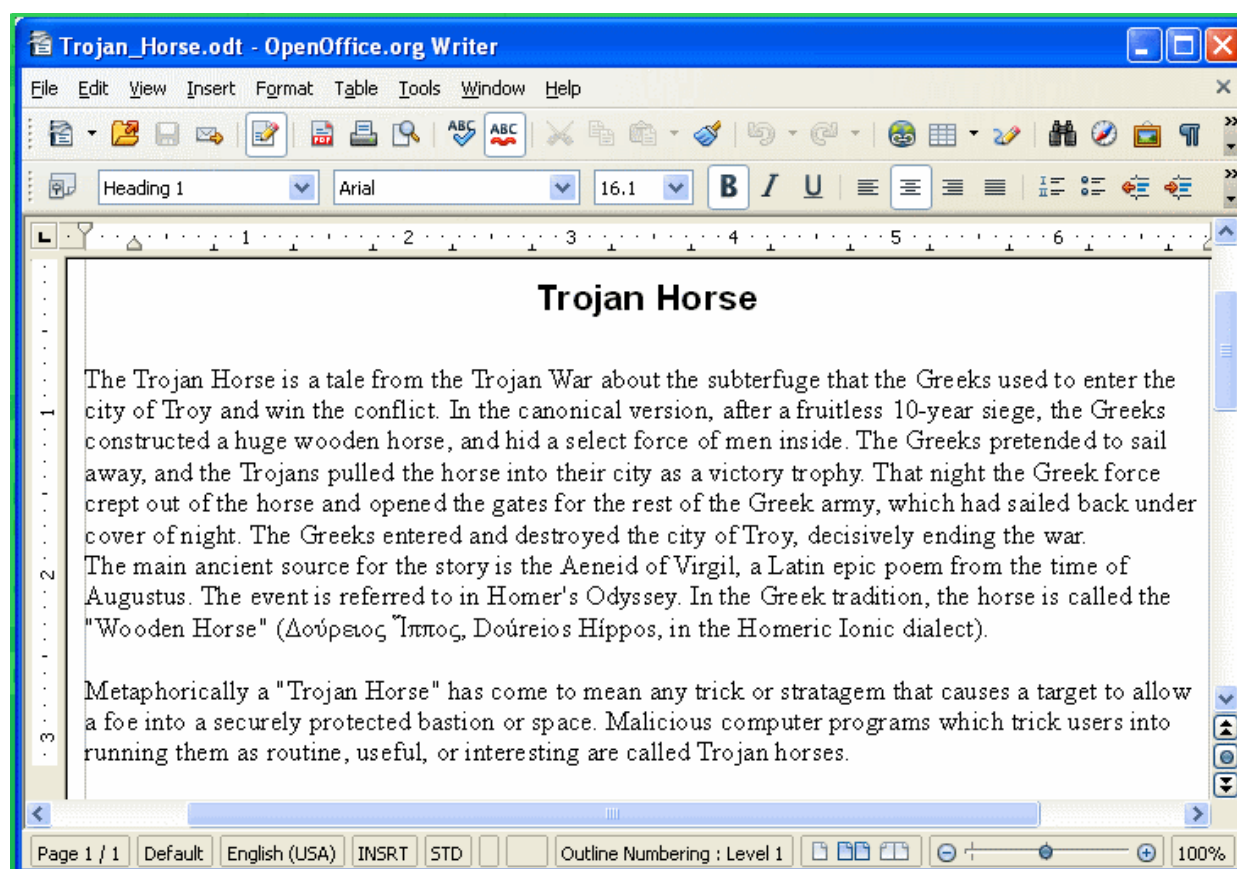 Trojan_Horse.odt - OpenOffice.org Writer
File Edit View Insert Format Table Tools Window Help
Heading 1 Arial 16.1 B I U
1 2 3 4 5 6
Trojan Horse
The Trojan Horse is a tale from the Trojan War about the subterfuge that the Greeks used to enter the
city of Troy and win the conflict. In the canonical version, after a fruitless 10-year siege, the Greeks
constructed a huge wooden horse, and hid a select force of men inside. The Greeks pretended to sail
away, and the Trojans pulled the horse into their city as a victory trophy. That night the Greek force
crept out of the horse and opened the gates for the rest of the Greek army, which had sailed back under
cover of night. The Greeks entered and destroyed the city of Troy, decisively ending the war.
The main ancient source for the story is the Aeneid of Virgil, a Latin epic poem from the time of
Augustus. The event is referred to in Homer's Odyssey. In the Greek tradition, the horse is called the
"Wooden Horse" (Δούρειος Ἵππος, Doúreios Híppos, in the Homeric Ionic dialect).
Metaphorically a "Trojan Horse" has come to mean any trick or stratagem that causes a target to allow
a foe into a securely protected bastion or space. Malicious computer programs which trick users into
running them as routine, useful, or interesting are called Trojan horses.
1
2
3
Page 1 / 1 Default English (USA) INSRT STD Outline Numbering : Level 1 100%